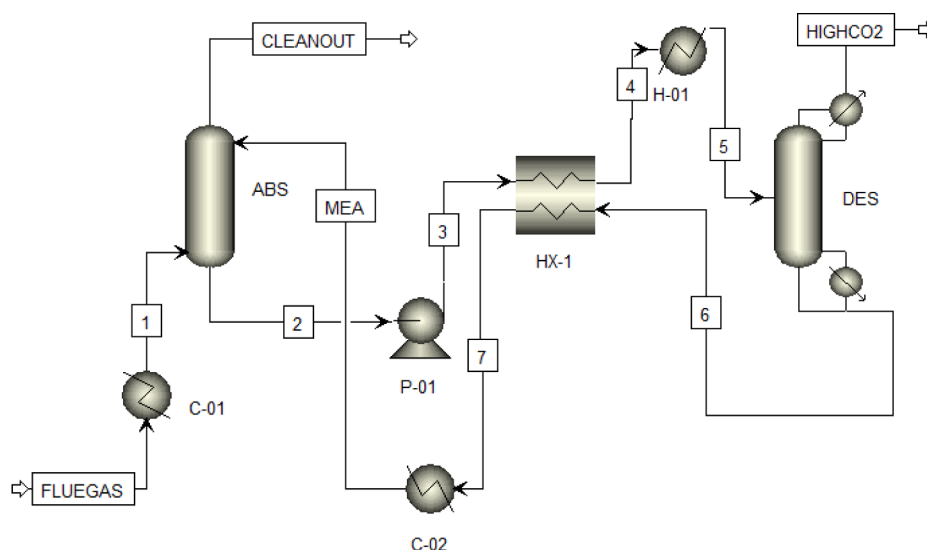 CLEANOUT
HIGHCO2
H-01
4
5
ABS
MEA
3
DES
HX-1
1
2
7
6
P-01
C-01
FLUEGAS
C-02